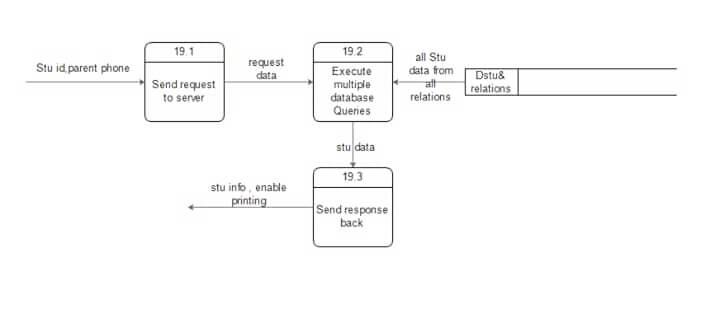 19.1
19.2
Stu id,parent phone
Send request
to server
request
data
Execute
multiple
database
Quenes
all Stu
data from
all
relations
Dstu&
relations
stu data
19.3
stu info , enable
printing
Send response
back